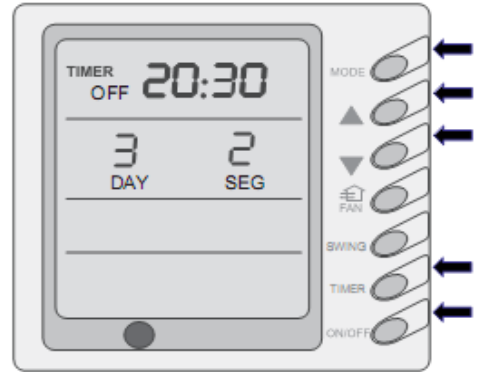 TIMER
OFF 20:30
3 2
DAY SEG
MODE
FAN
SWING
TIMER
ON/OFF